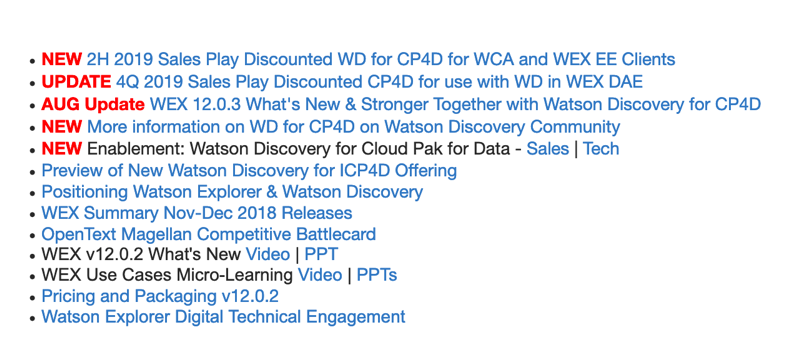 NEW 2H 2019 Sales Play Discounted WD for CP4D for WCA and WEX EE Clients
UPDATE 4Q 2019 Sales Play Discounted CP4D for use with WD in WEX DAE
AUG Update WEX 12.0.3 What's New & Stronger Together with Watson Discovery for CP4D
NEW More information on WD for CP4D on Watson Discovery Community
NEW Enablement: Watson Discovery for Cloud Pak for Data - Sales | Tech
Preview of New Watson Discovery for ICP4D Offering
Positioning Watson Explorer & Watson Discovery
WEX Summary Nov-Dec 2018 Releases
OpenText Magellan Competitive Battlecard
WEX v12.0.2 What's New Video | PPT
WEX Use Cases Micro-Learning Video | PPTs
Pricing and Packaging v12.0.2
Watson Explorer Digital Technical Engagement